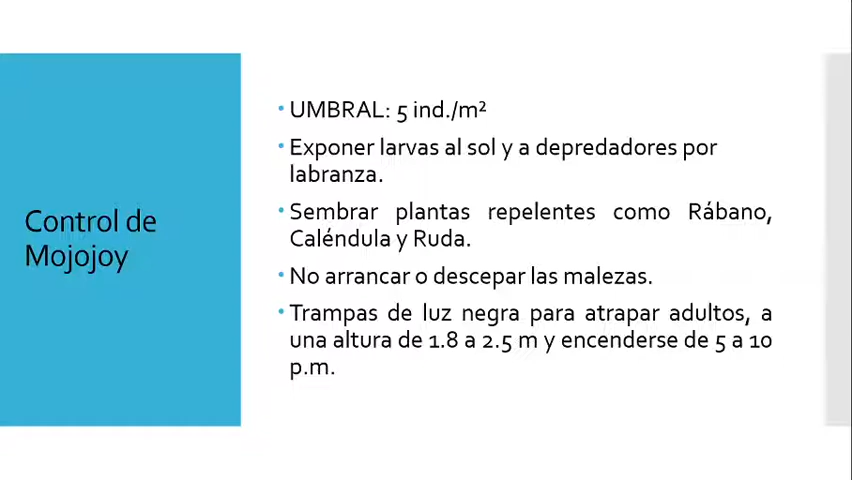 Control de
Mojojoy
• UMBRAL: 5 ind./m²
• Exponer larvas al sol y a depredadores por
labranza.
• Sembrar plantas repelentes como Rábano,
Caléndula y Ruda.
• No arrancar o descepar las malezas.
• Trampas de luz negra para atrapar adultos, a
una altura de 1.8 a 2.5 m y encenderse de 5 a 10
p.m.